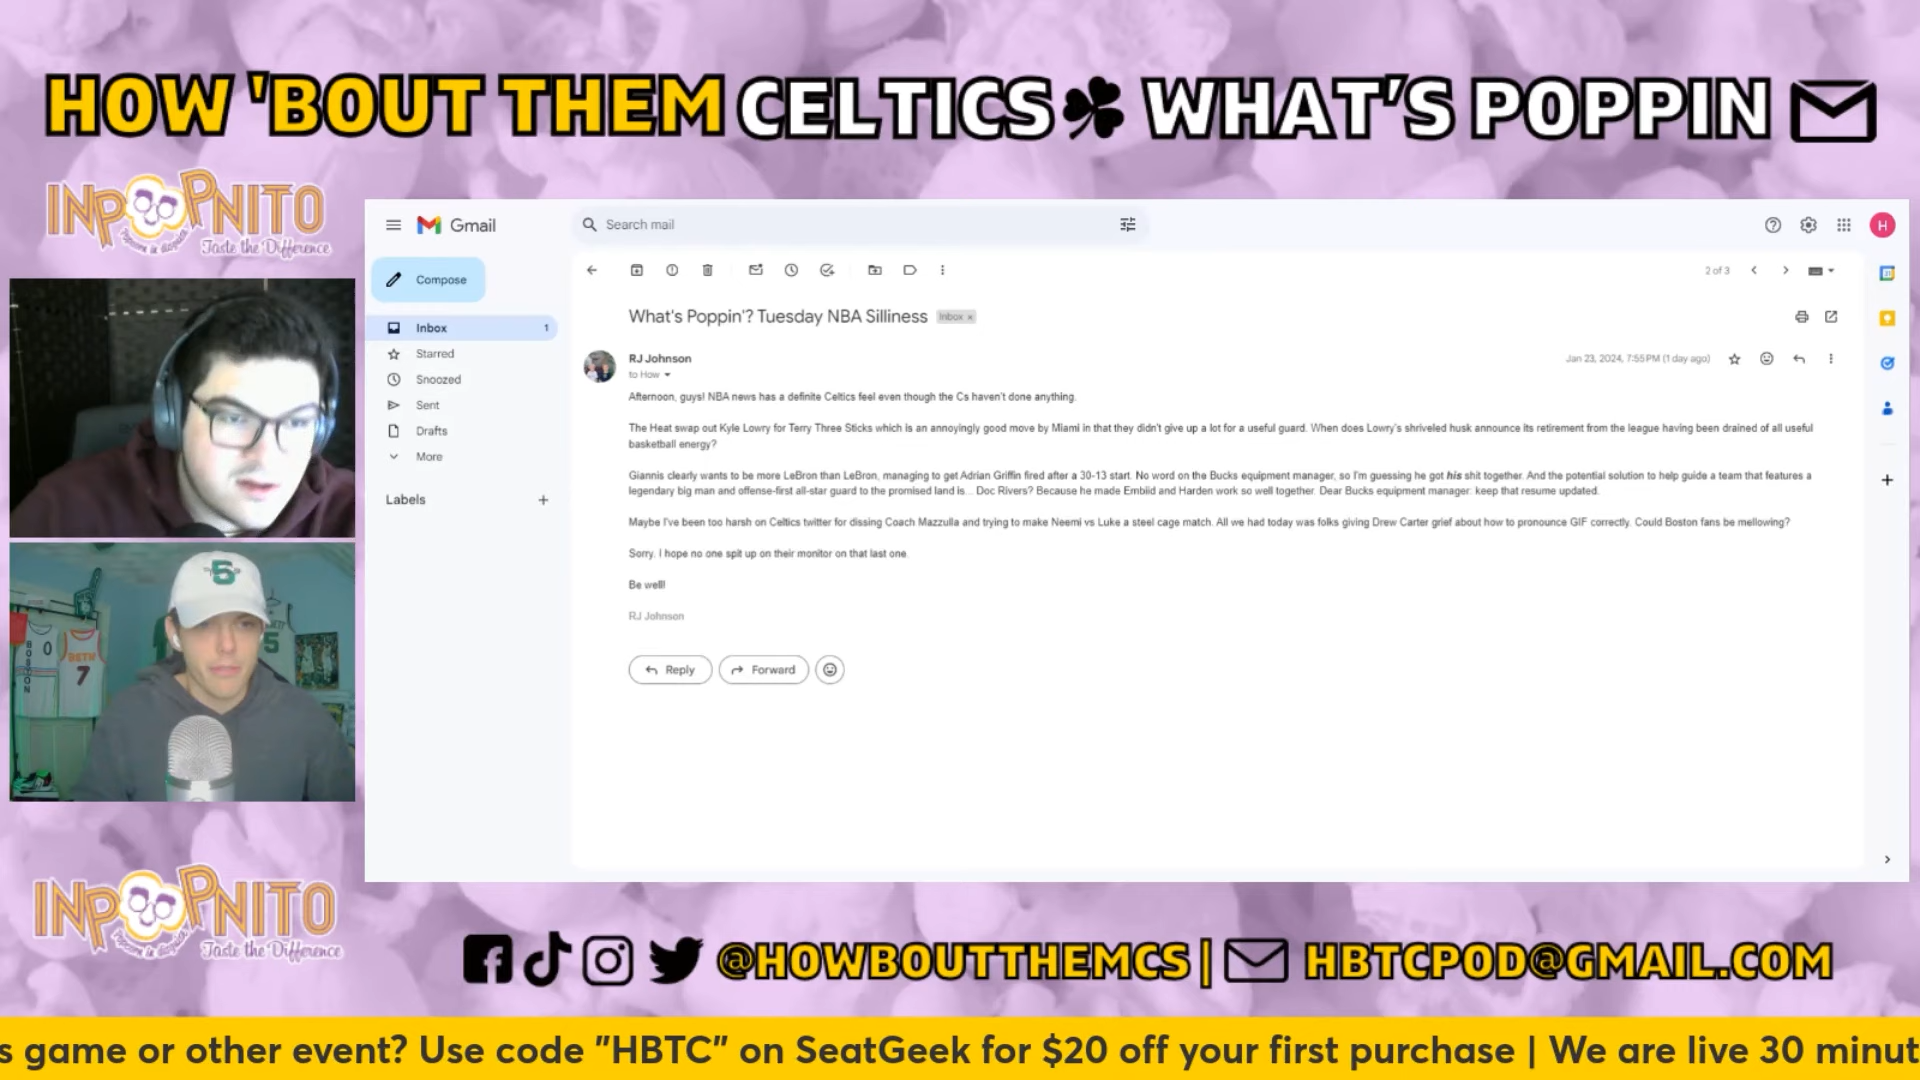 HOW 'BOUT THEM CELTICS WHAT'S POPPIN
INPOPNITO
Popcorn in disguise
Taste the Difference
Gmail
Search mail
H
Compose
2 of 3
Inbox 1
What's Poppin'? Tuesday NBA Silliness Inbox x
Starred
RJ Johnson
Jan 23, 2024, 7:55 PM (1 day ago)
to How
Snoozed
Sent
Drafts
More
Labels +
Afternoon, guys! NBA news has a definite Celtics feel even though the Cs haven't done anything.
The Heat swap out Kyle Lowry for Terry Three Sticks which is an annoyingly good move by Miami in that they didn't give up a lot for a useful guard. When does Lowry's shriveled husk announce its retirement from the league having been drained of all useful
basketball energy?
Giannis clearly wants to be more LeBron than LeBron, managing to get Adrian Griffin fired after a 30-13 start. No word on the Bucks equipment manager, so I'm guessing he got his shit together. And the potential solution to help guide a team that features a
legendary big man and offense-first all-star guard to the promised land is... Doc Rivers? Because he made Embiid and Harden work so well together. Dear Bucks equipment manager: keep that resume updated.
Maybe I've been too harsh on Celtics twitter for dissing Coach Mazzulla and trying to make Neemi vs Luke a steel cage match. All we had today was folks giving Drew Carter grief about how to pronounce GIF correctly. Could Boston fans be mellowing?
Sorry. I hope no one spit up on their monitor on that last one.
Be well!
RJ Johnson
Reply
Forward
5
BOSTON
0
BETH
7
5
INPOPNITO
Taste the Difference
@HOWBOUTTHEMCS | HBTCPOD@GMAIL.COM
s game or other event? Use code "HBTC" on SeatGeek for $20 off your first purchase | We are live 30 minut